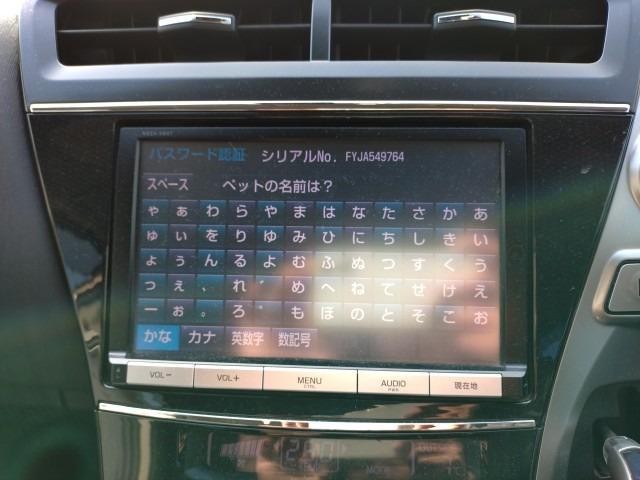 パスワード認証 シリアルNo. FYJA549764
スペース ペットの名前は?
ゃ ぁ わ ら や ま は な た さ か あ
ゅ ぃ を り ゆ み ひ に ち し き い
ょ ぅ ん る よ む ふ ぬ つ す く う
っ ぇ 、 れ ゛ め へ ね て せ け え
ー ぉ 。 ろ ゜ も ほ の と そ こ お
かな カナ 英数字 数記号
VOL− VOL+ MENU AUDIO 現在地
CTRL PWR
MODE